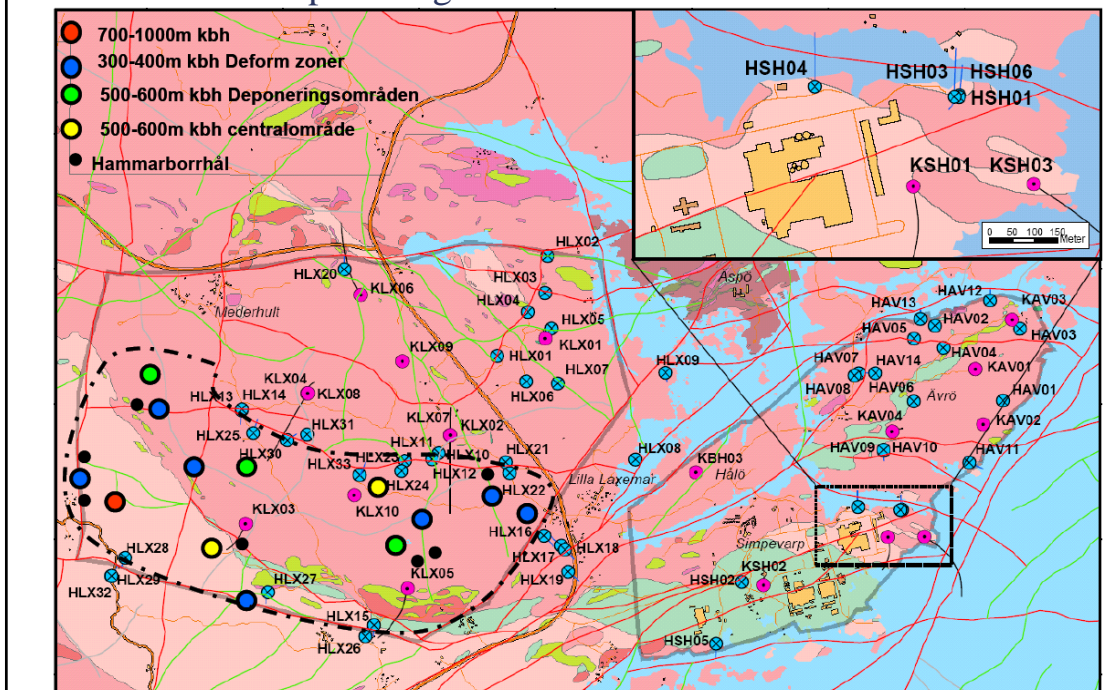 700-1000m kbh
300-400m kbh Deform zoner
500-600m kbh Deponeringsområden
500-600m kbh centralområde
Hammarborrhål
HSH04
HSH03
HSH06
HSH01
KSH01
KSH03
0 50 100 150
Meter
HLX02
HLX20
HLX03
Äspö
KLX06
HLX04
Mederhult
HLX05
KLX01
HAV12
HAV13
KAV03
HAV02
HAV05
HAV03
KLX09
HLX01
HLX09
HAV04
HAV07
HAV14
KAV01
HLX07
KLX04
KLX08
HLX06
HAV08
HAV06
HAV01
Ävrö
HLX13
HLX14
KLX07
KLX02
KAV04
KAV02
HLX25
HLX31
HLX11
HLX10
HLX21
HLX08
HAV09
HAV10
HAV11
HLX30
HLX33
HLX23
HLX12
KBH03
Hålö
HLX24
HLX22
Lilla Laxemar
KLX10
KLX03
HLX16
HLX28
HLX17
HLX18
Simpevarp
HLX29
HLX27
KLX05
HLX19
KSH02
HSH02
HLX32
HLX15
HSH05
HLX26
P